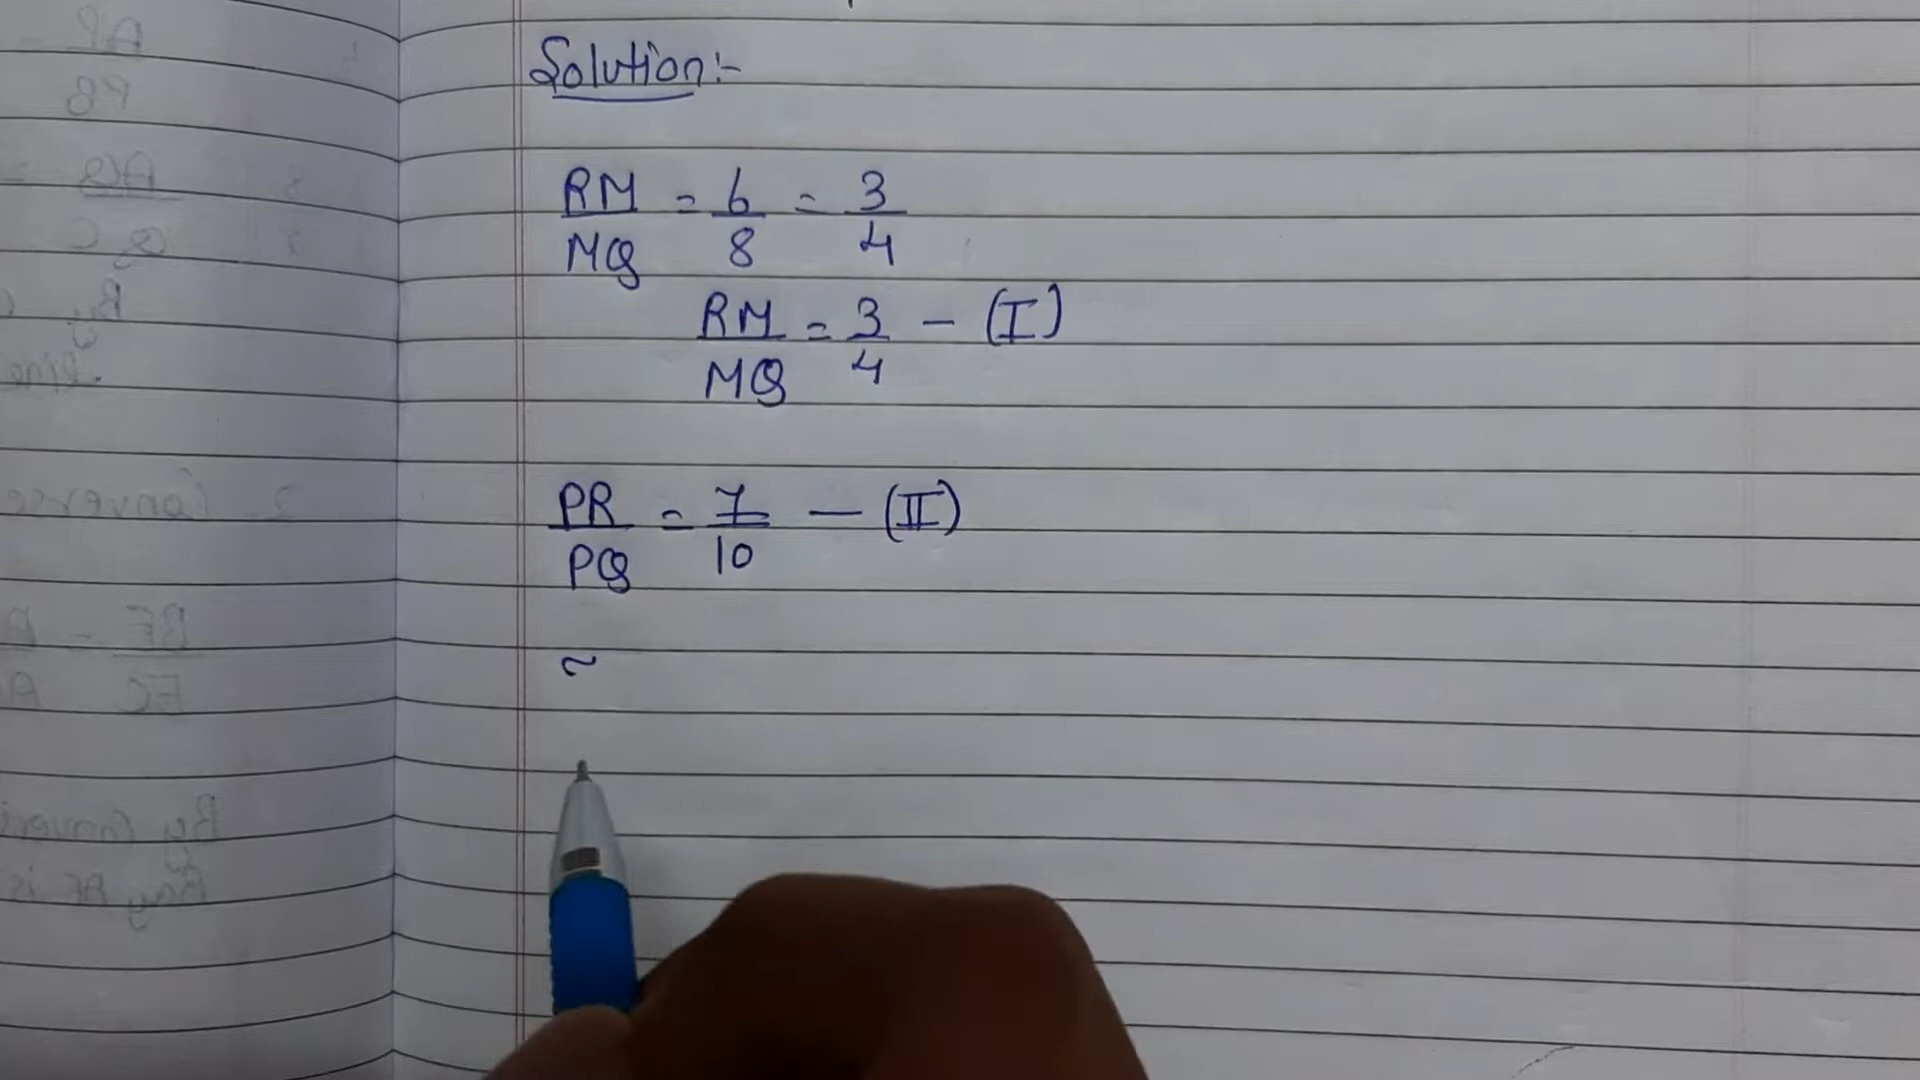 Solution:-
RM/MQ = 6/8 = 3/4
RM/MQ = 3/4 - (I)
PR/PQ = 7/10 - (II)
~